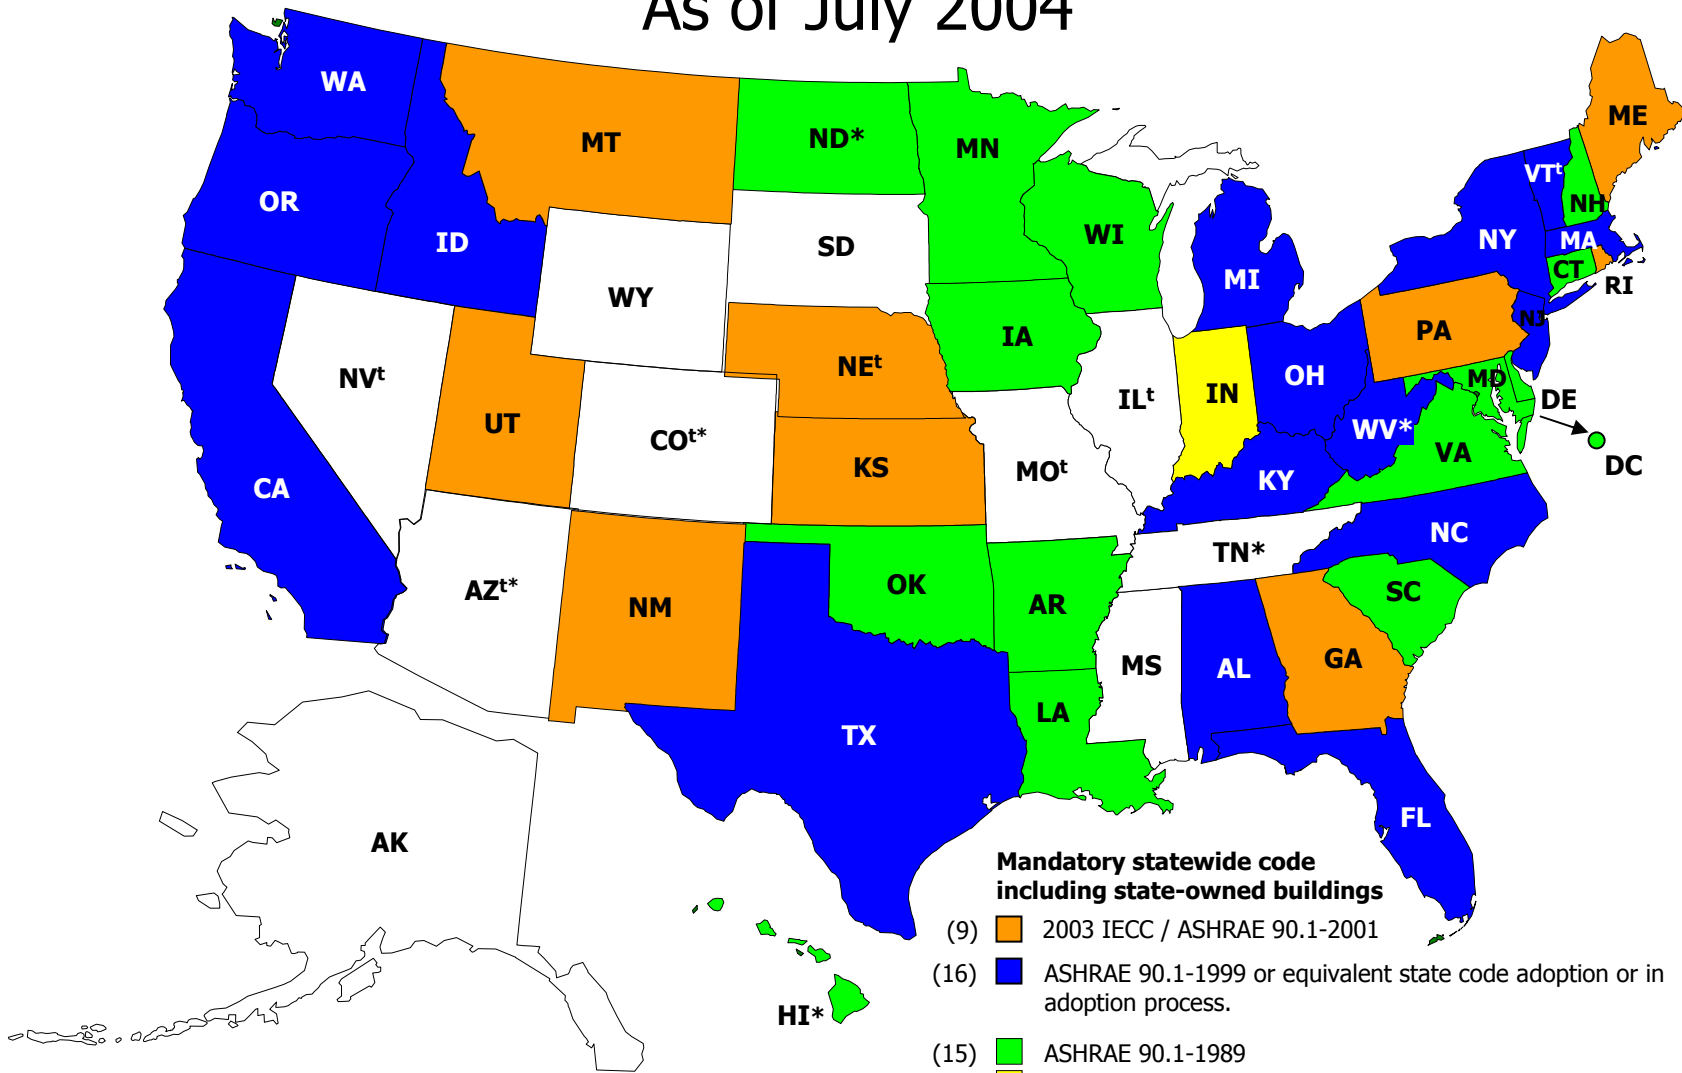 As of July 2004
WA
MT
ND*
MN
ME
OR
ID
SD
WI
MI
NY
VTᵗ
NH
MA
CT
RI
WY
IA
PA
NJ
NVᵗ
UT
COᵗ*
NEᵗ
KS
MOᵗ
ILᵗ
IN
OH
WV*
MD
DE
DC
VA
CA
KY
NC
TN*
AZᵗ*
NM
OK
AR
SC
MS
AL
GA
LA
TX
FL
AK
HI*
Mandatory statewide code
including state-owned buildings
(9) 2003 IECC / ASHRAE 90.1-2001
(16) ASHRAE 90.1-1999 or equivalent state code adoption or in
adoption process.
(15) ASHRAE 90.1-1989